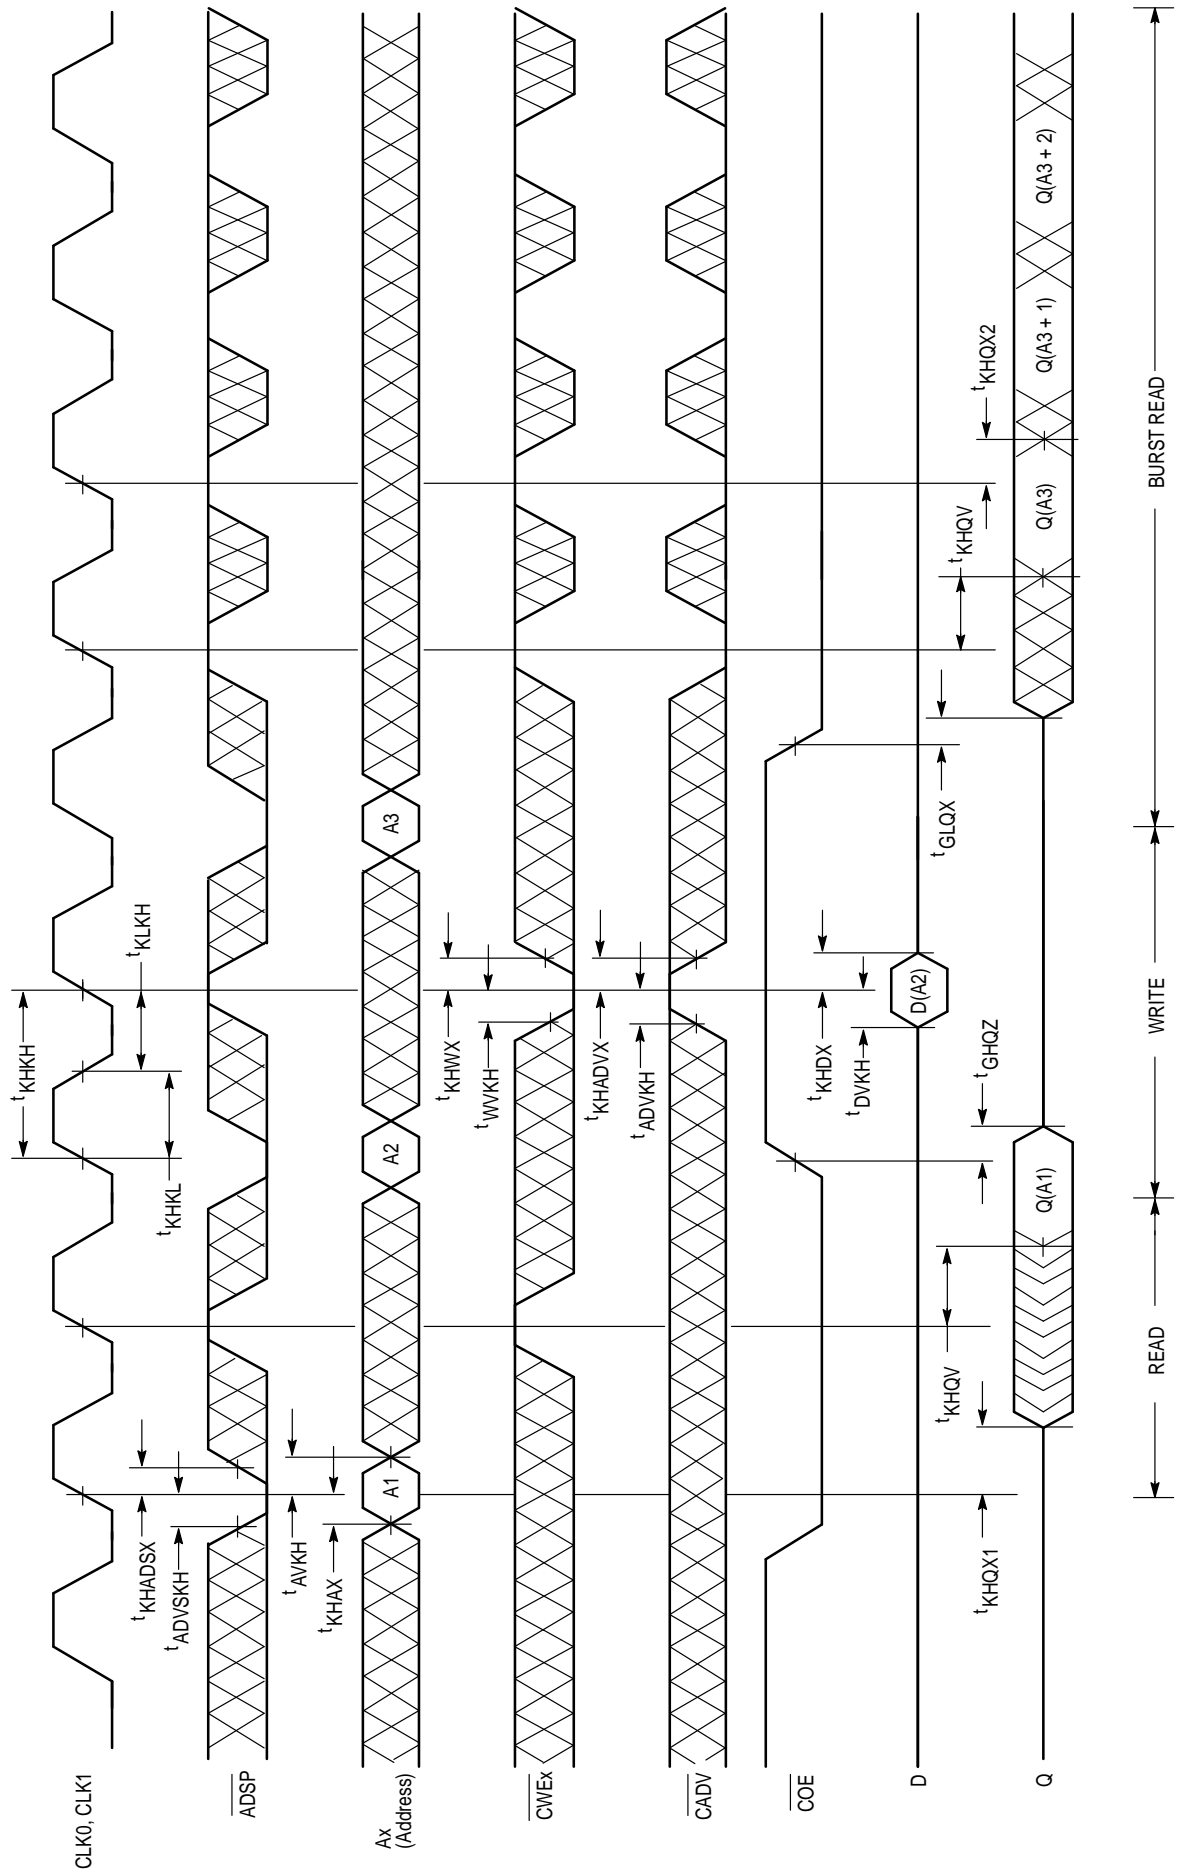 tKHKH
CLK0, CLK1
tKLKH
tKHKL
tKHADSX
tADVSKH
ADSP
tAVKH
tKHAX
Ax
(Address)
A1
A2
A3
tKHWX
tWVKH
CWEx
tKHADVX
tADVKH
CADV
COE
tKHDX
tDVKH
D
D(A2)
tGLQX
tKHQV
tKHQV
tKHQX1
tGHQZ
tKHQX2
Q
Q(A1)
Q(A3)
Q(A3 + 1)
Q(A3 + 2)
READ
WRITE
BURST READ